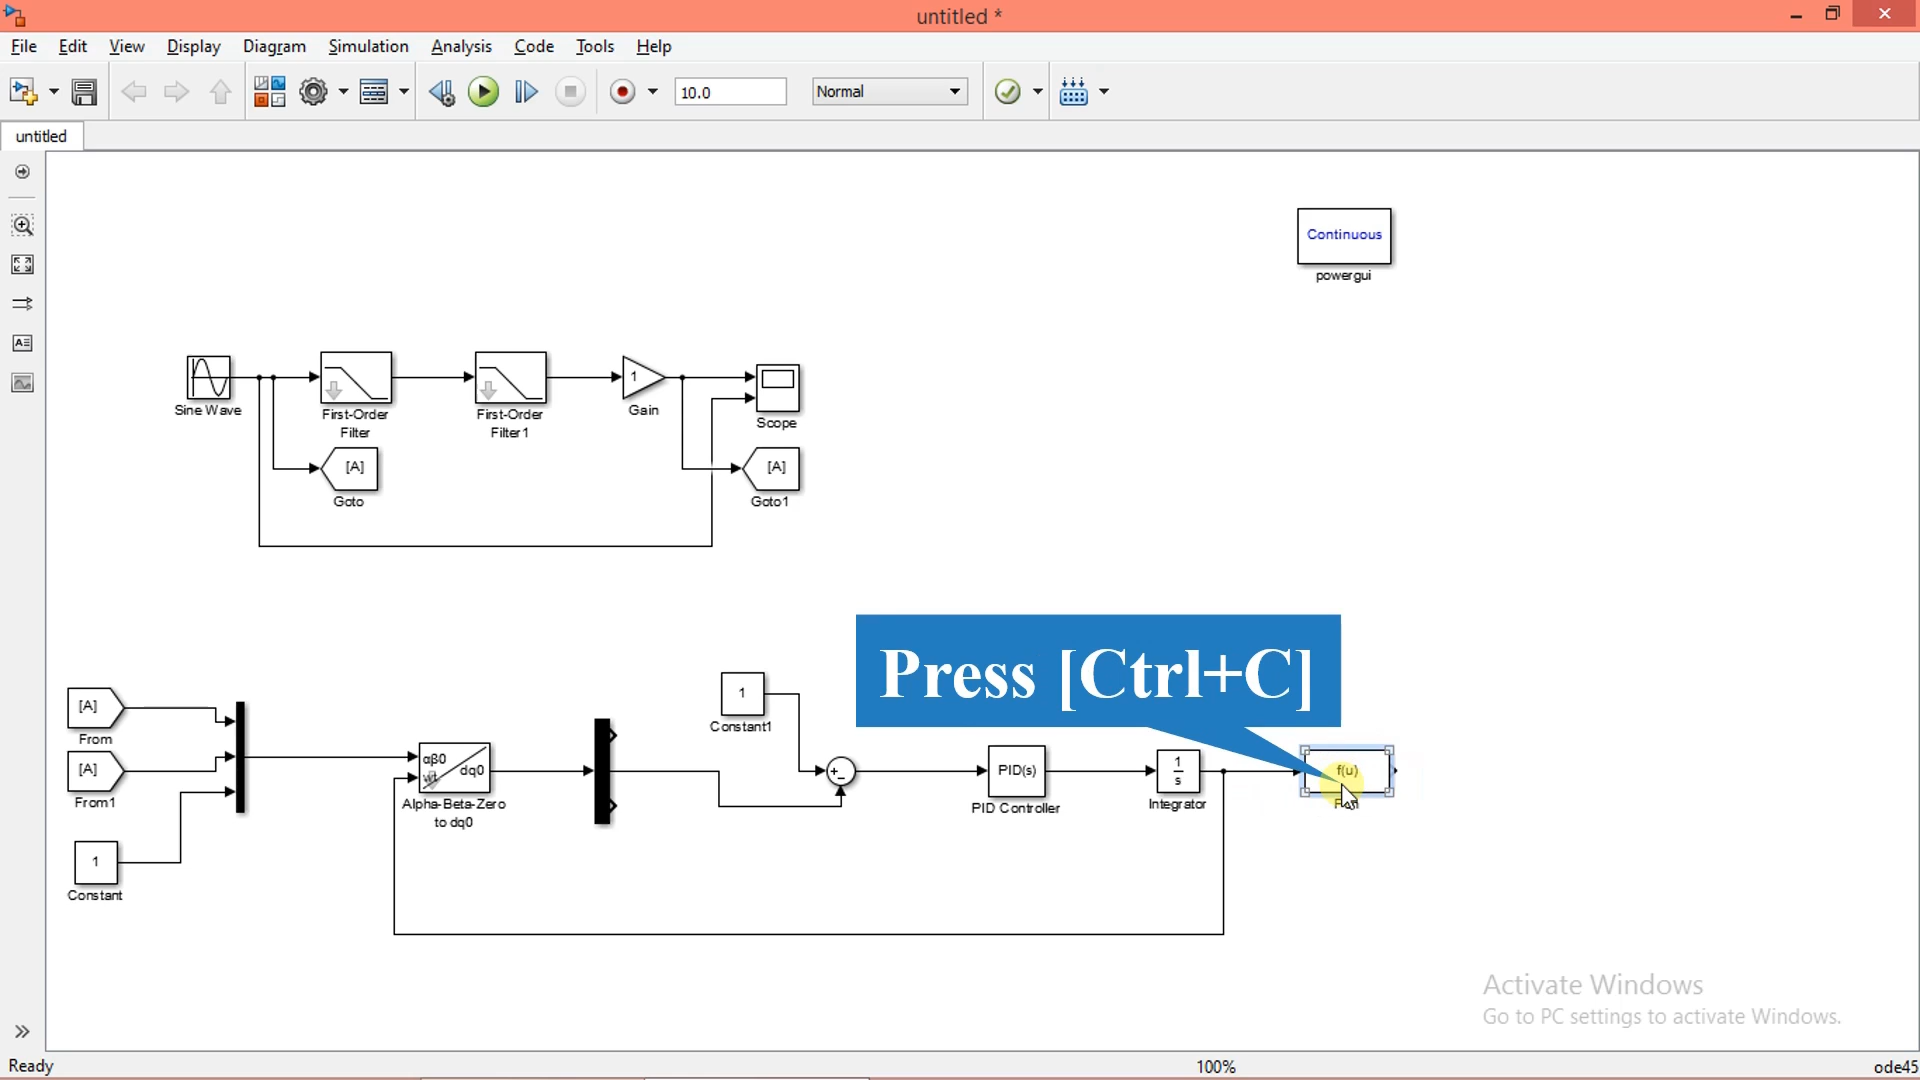 untitled *
File Edit View Display Diagram Simulation Analysis Code Tools Help
10.0 Normal
untitled
Continuous
powergui
1
Sine Wave
First-Order
Filter
First-Order
Filter1
Gain
Scope
[A]
Goto
[A]
Goto1
Press [Ctrl+C]
[A]
From
[A]
From1
1
Constant
αβ0
wt
dq0
Alpha-Beta-Zero
to dq0
1
Constant1
+
-
PID(s)
PID Controller
1
s
Integrator
f(u)
Activate Windows
Go to PC settings to activate Windows.
Ready 100% ode45